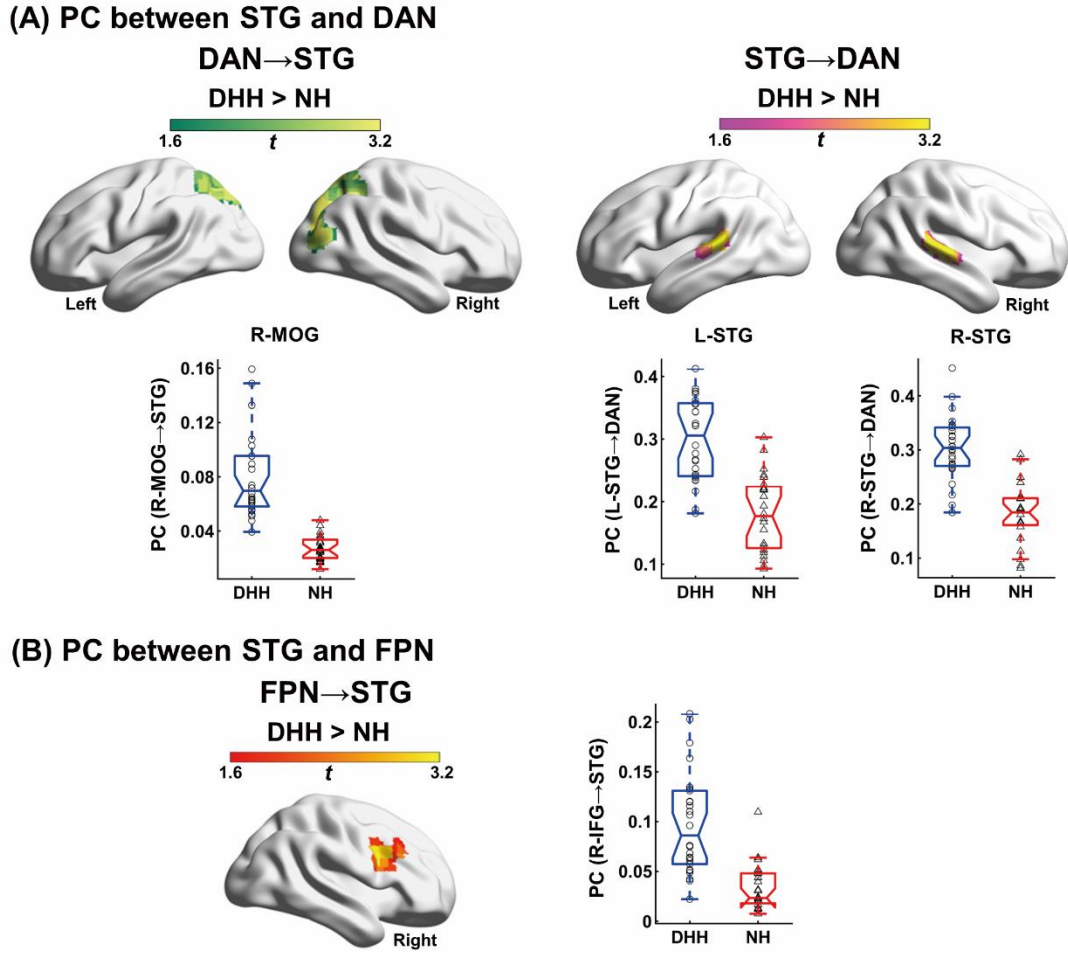 (A) PC between STG and DAN
DAN→STG
DHH > NH
1.6 t 3.2
Left
Right
STG→DAN
DHH > NH
1.6 t 3.2
Left
Right
R-MOG
PC (R-MOG→STG)
0.16
0.12
0.08
0.04
DHH NH
L-STG
PC (L-STG→DAN)
0.4
0.3
0.2
0.1
DHH NH
R-STG
PC (R-STG→DAN)
0.4
0.3
0.2
0.1
DHH NH
(B) PC between STG and FPN
FPN→STG
DHH > NH
1.6 t 3.2
Right
PC (R-IFG→STG)
0.2
0.15
0.1
0.05
0
DHH NH